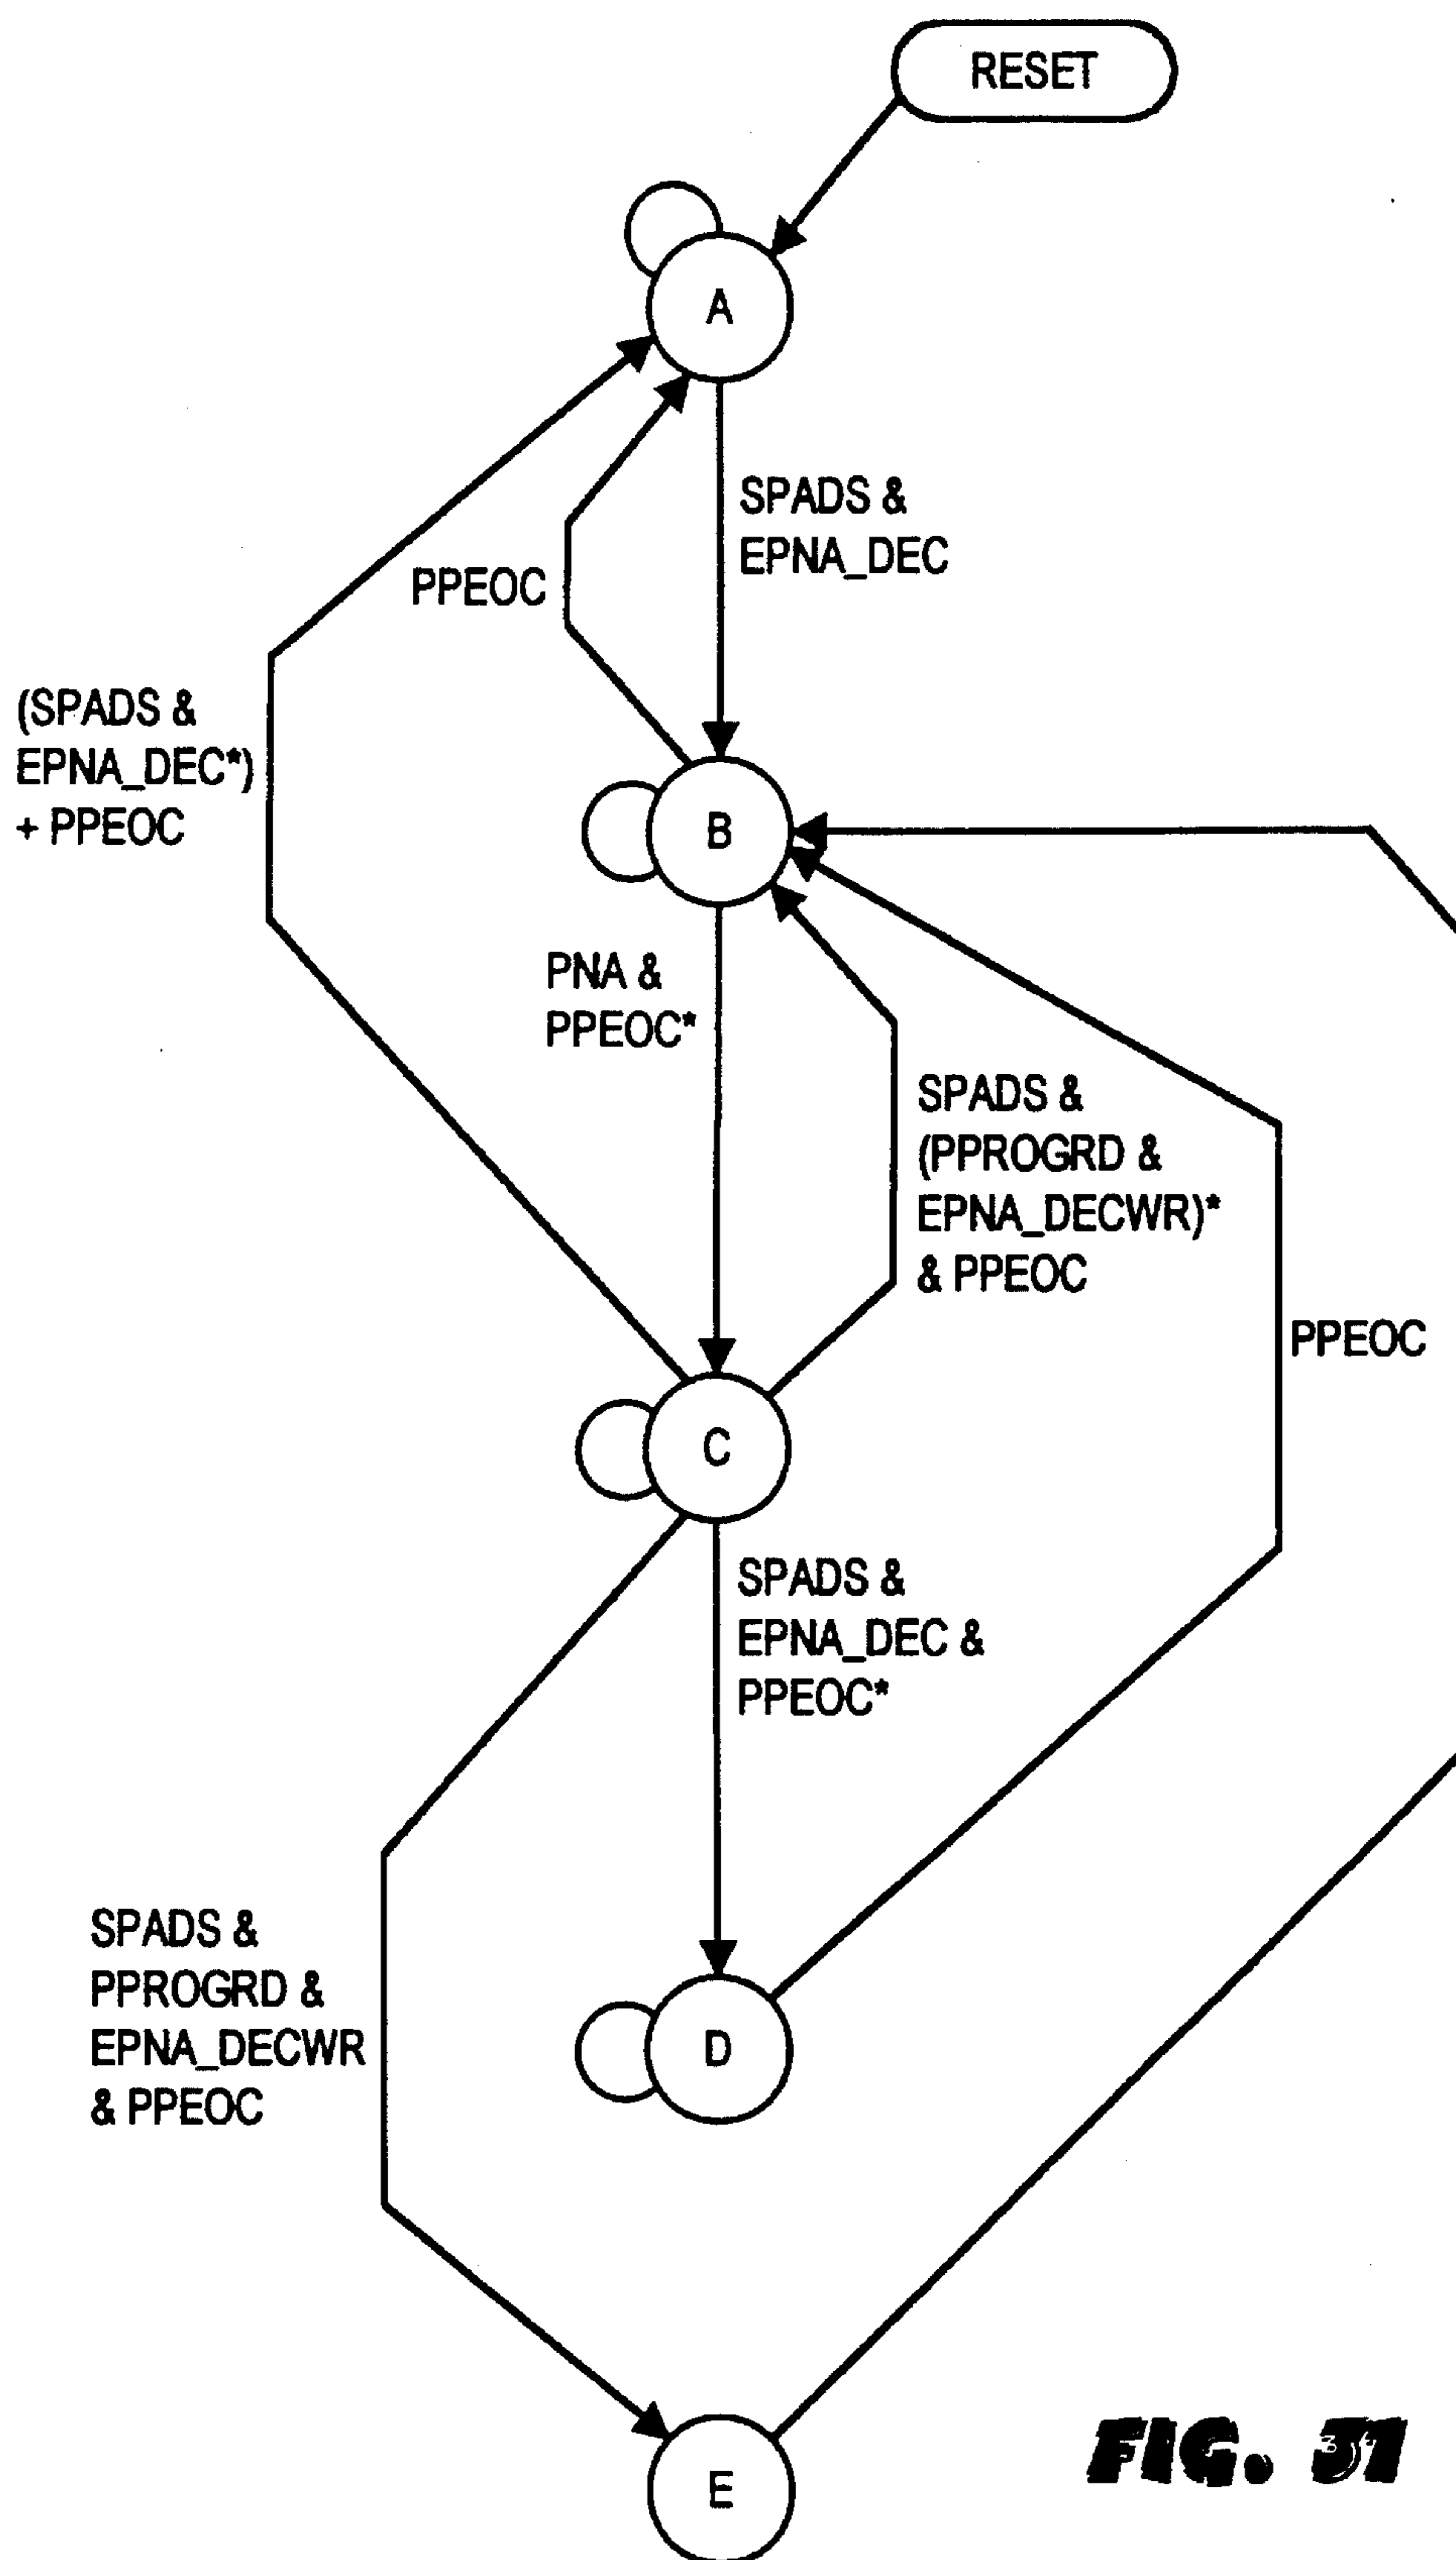 RESET
A
SPADS &
EPNA_DEC
PPEOC
(SPADS &
EPNA_DEC*)
+ PPEOC
B
PNA &
PPEOC*
SPADS &
(PPROGRD &
EPNA_DECWR)*
& PPEOC
PPEOC
C
SPADS &
EPNA_DEC &
PPEOC*
SPADS &
PPROGRD &
EPNA_DECWR
& PPEOC
D
E
FIG. 31